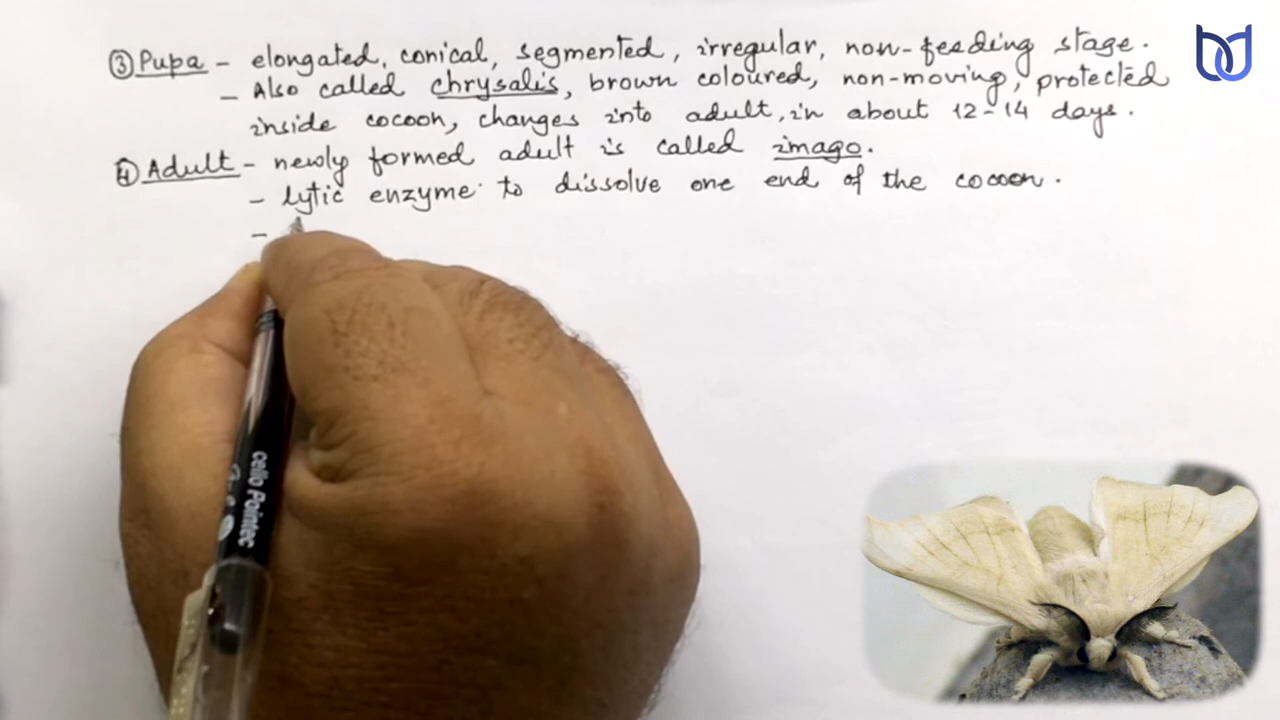 ③ Pupa - elongated, conical, segmented, irregular, non-feeding stage.
- Also called chrysalis, brown coloured, non-moving, protected
inside cocoon, changes into adult, in about 12-14 days.
④ Adult - newly formed adult is called imago.
- lytic enzyme to dissolve one end of the cocoon.
-
cello Pointec